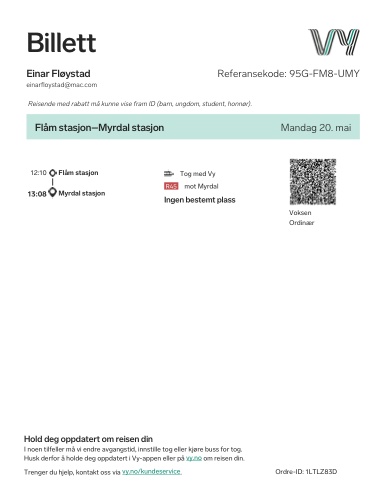 Billett
VY
Einar Fløystad
Referansekode: 95G-FM8-UMY
einarfloystad@mac.com
Reisende med rabatt må kunne vise fram ID (barn, ungdom, student, honnør).
Flåm stasjon–Myrdal stasjon
Mandag 20. mai
12:10 Flåm stasjon
13:08 Myrdal stasjon
Tog med Vy
R45 mot Myrdal
Ingen bestemt plass
Voksen
Ordinær
Hold deg oppdatert om reisen din
I noen tilfeller må vi endre avgangstid, innstille tog eller kjøre buss for tog.
Husk derfor å holde deg oppdatert i Vy-appen eller på vy.no om reisen din.
Trenger du hjelp, kontakt oss via vy.no/kundeservice.
Ordre-ID: 1LTLZ83D